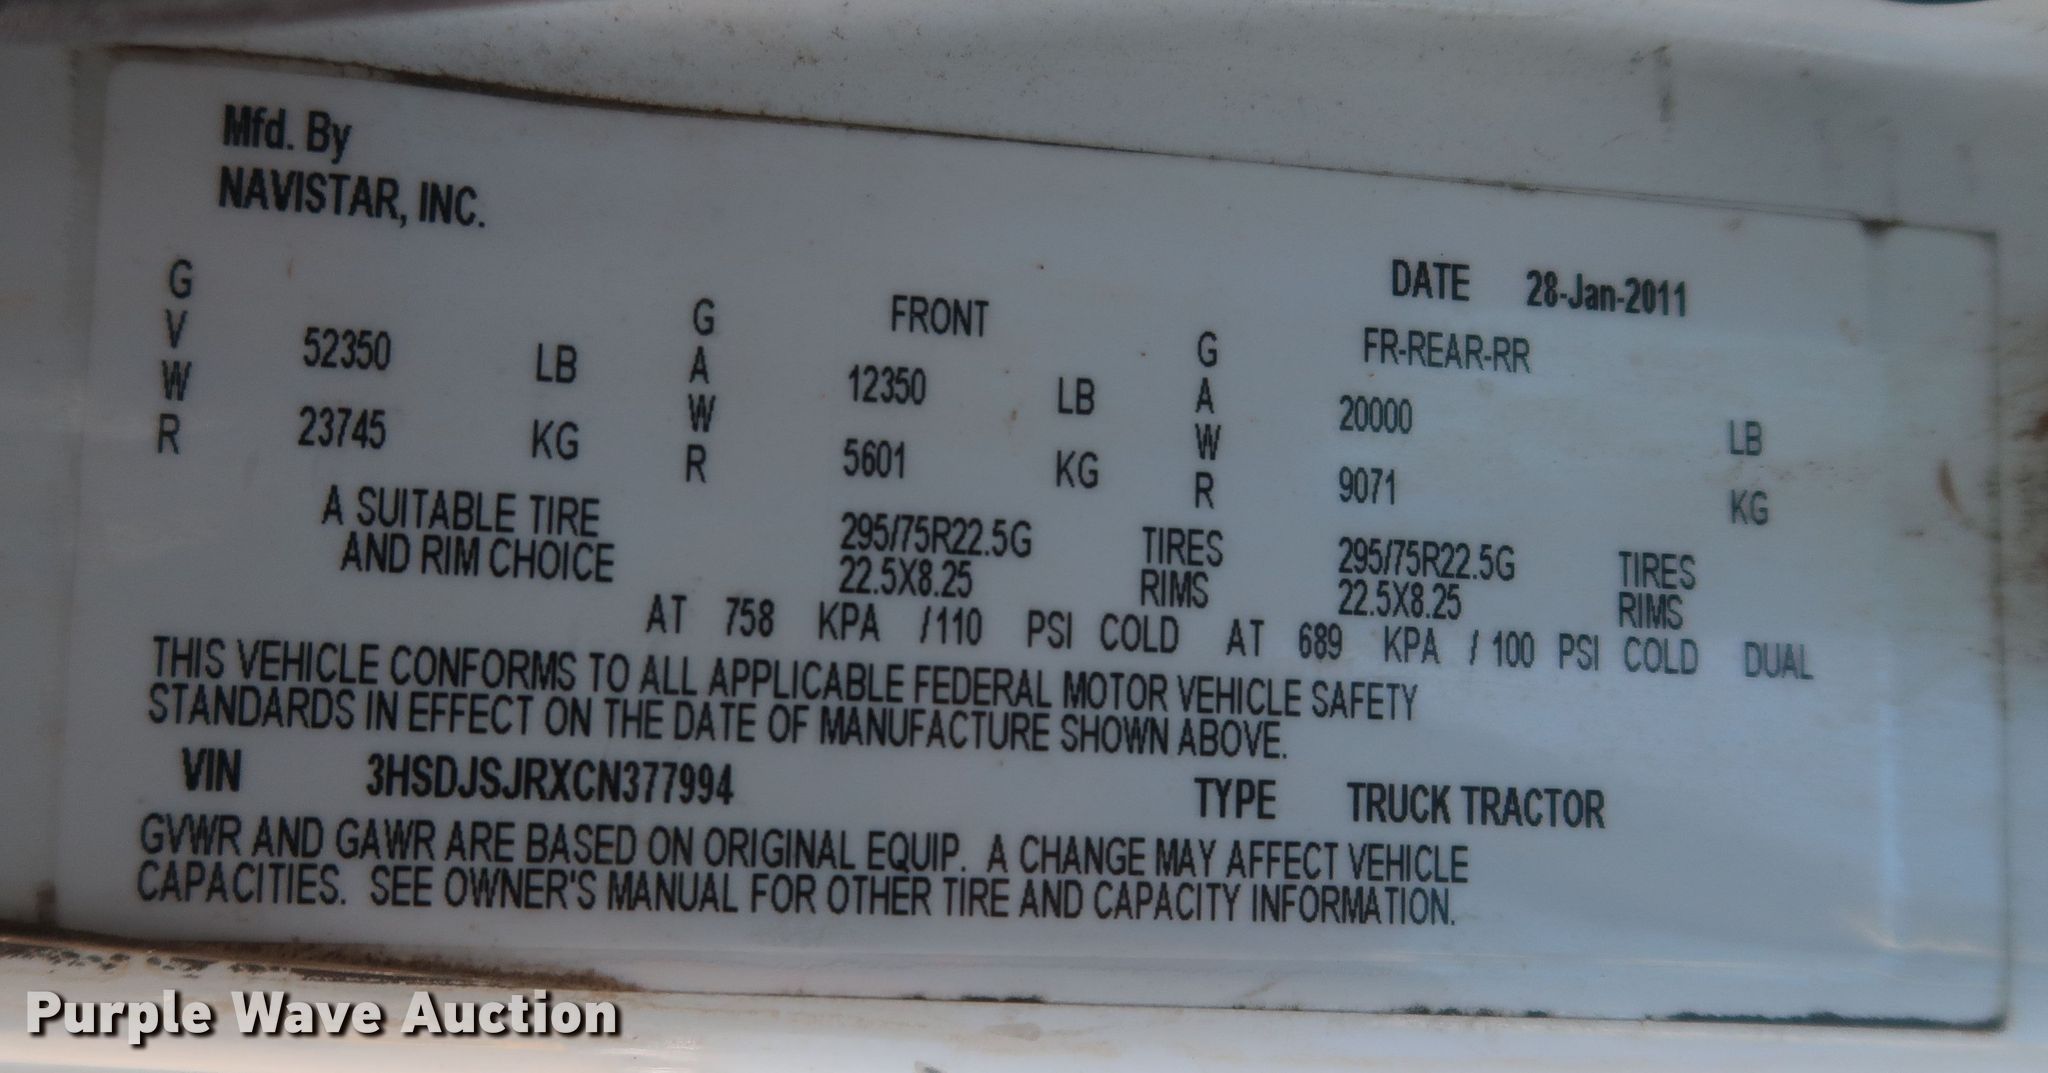 Mfd. By
NAVISTAR, INC.
DATE 28-Jan-2011
GVWR 52350 LB GAWR FRONT 12350 LB GAWR FR-REAR-RR 20000 LB
23745 KG 5601 KG 9071 KG
A SUITABLE TIRE 295/75R22.5G TIRES 295/75R22.5G TIRES
AND RIM CHOICE 22.5X8.25 RIMS 22.5X8.25 RIMS
AT 758 KPA /110 PSI COLD AT 689 KPA / 100 PSI COLD DUAL
THIS VEHICLE CONFORMS TO ALL APPLICABLE FEDERAL MOTOR VEHICLE SAFETY
STANDARDS IN EFFECT ON THE DATE OF MANUFACTURE SHOWN ABOVE.
VIN 3HSDJSJRXCN377994 TYPE TRUCK TRACTOR
GVWR AND GAWR ARE BASED ON ORIGINAL EQUIP. A CHANGE MAY AFFECT VEHICLE
CAPACITIES. SEE OWNER'S MANUAL FOR OTHER TIRE AND CAPACITY INFORMATION.
Purple Wave Auction